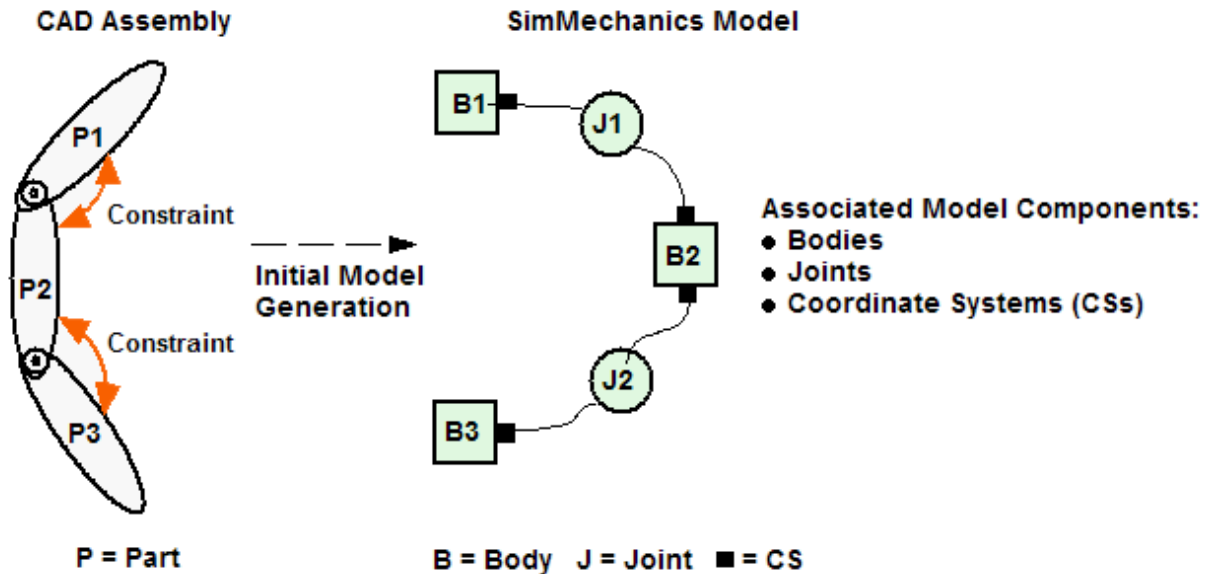 CAD Assembly
SimMechanics Model
P1
Constraint
P2
Constraint
P3
Initial Model
Generation
B1
J1
B2
J2
B3
Associated Model Components:
● Bodies
● Joints
● Coordinate Systems (CSs)
P = Part
B = Body J = Joint ■ = CS